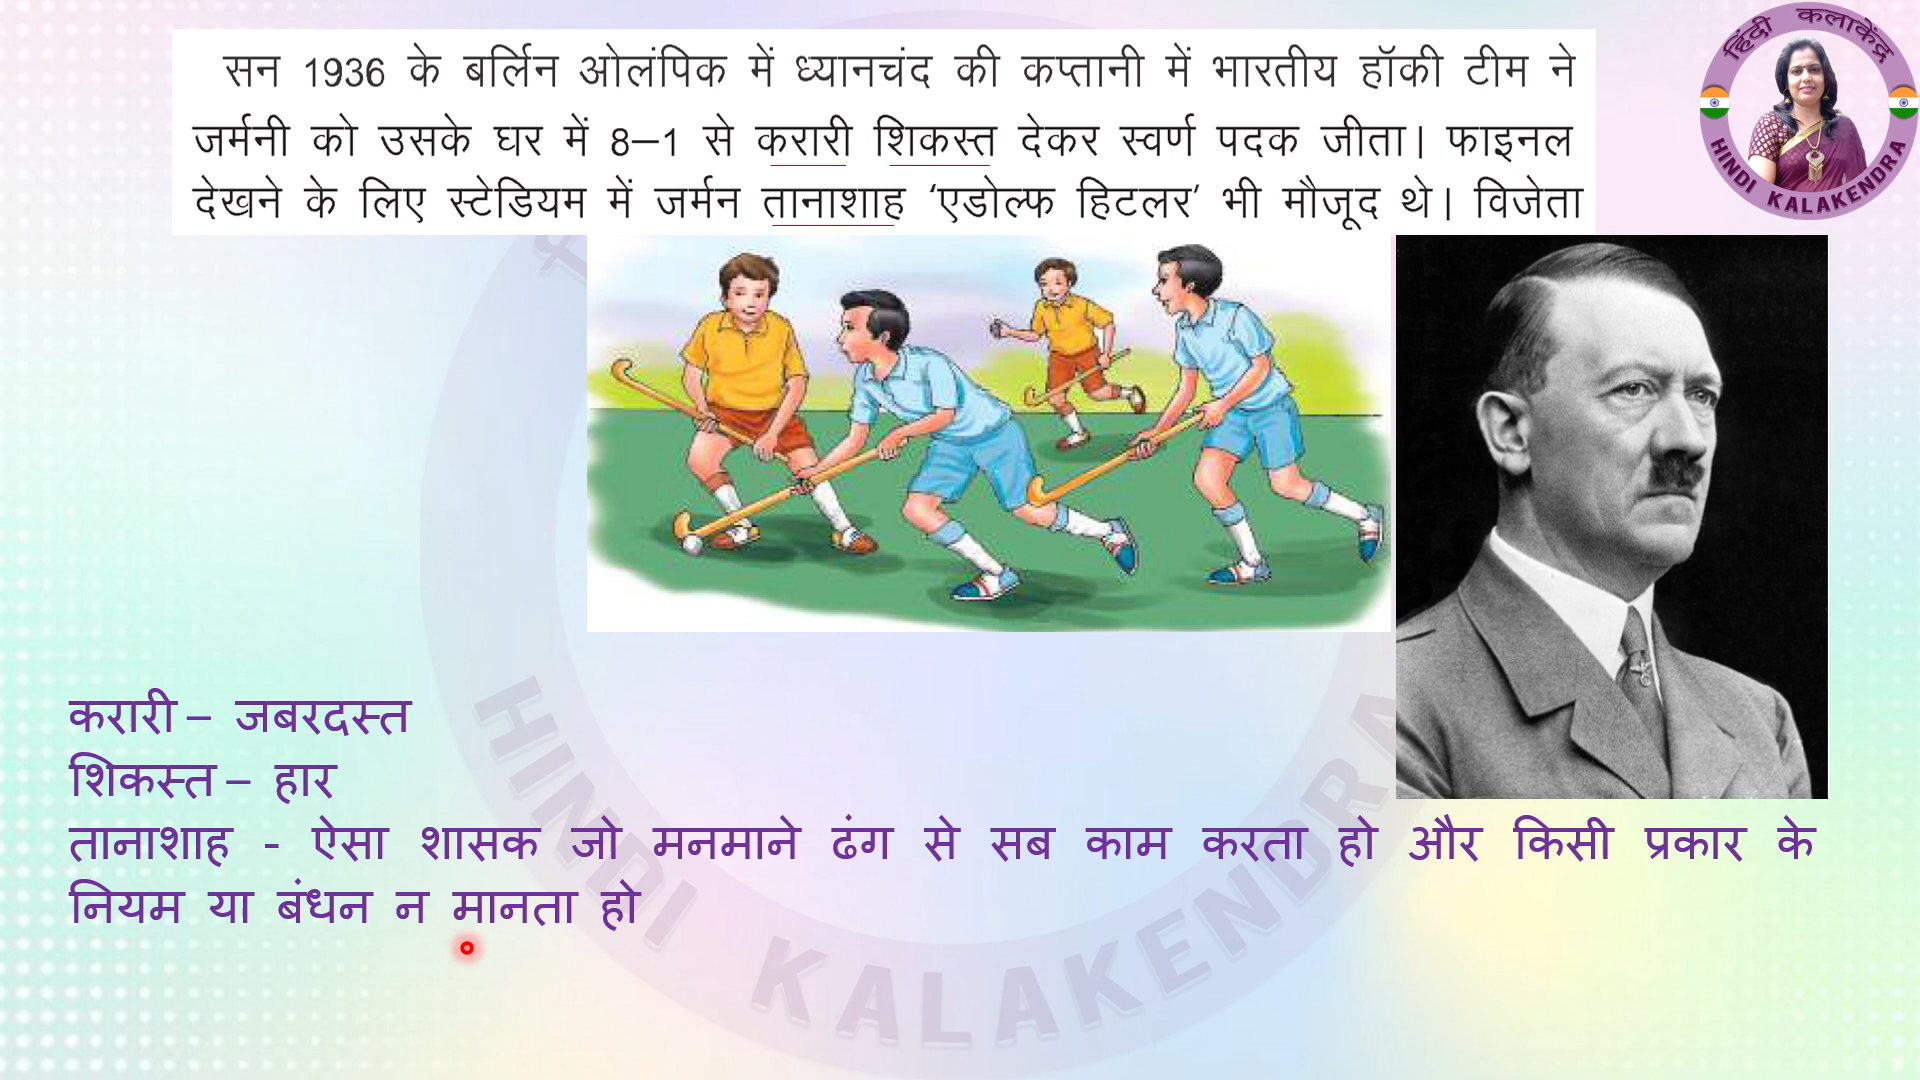 सन 1936 के बर्लिन ओलंपिक में ध्यानचंद की कप्तानी में भारतीय हॉकी टीम ने
जर्मनी को उसके घर में 8–1 से करारी शिकस्त देकर स्वर्ण पदक जीता। फाइनल
देखने के लिए स्टेडियम में जर्मन तानाशाह ‘एडोल्फ हिटलर’ भी मौजूद थे। विजेता
हिंदी कलाकेंद्र
HINDI KALAKENDRA
करारी – जबरदस्त
शिकस्त – हार
तानाशाह - ऐसा शासक जो मनमाने ढंग से सब काम करता हो और किसी प्रकार के
नियम या बंधन न मानता हो
HINDI KALAKENDRA